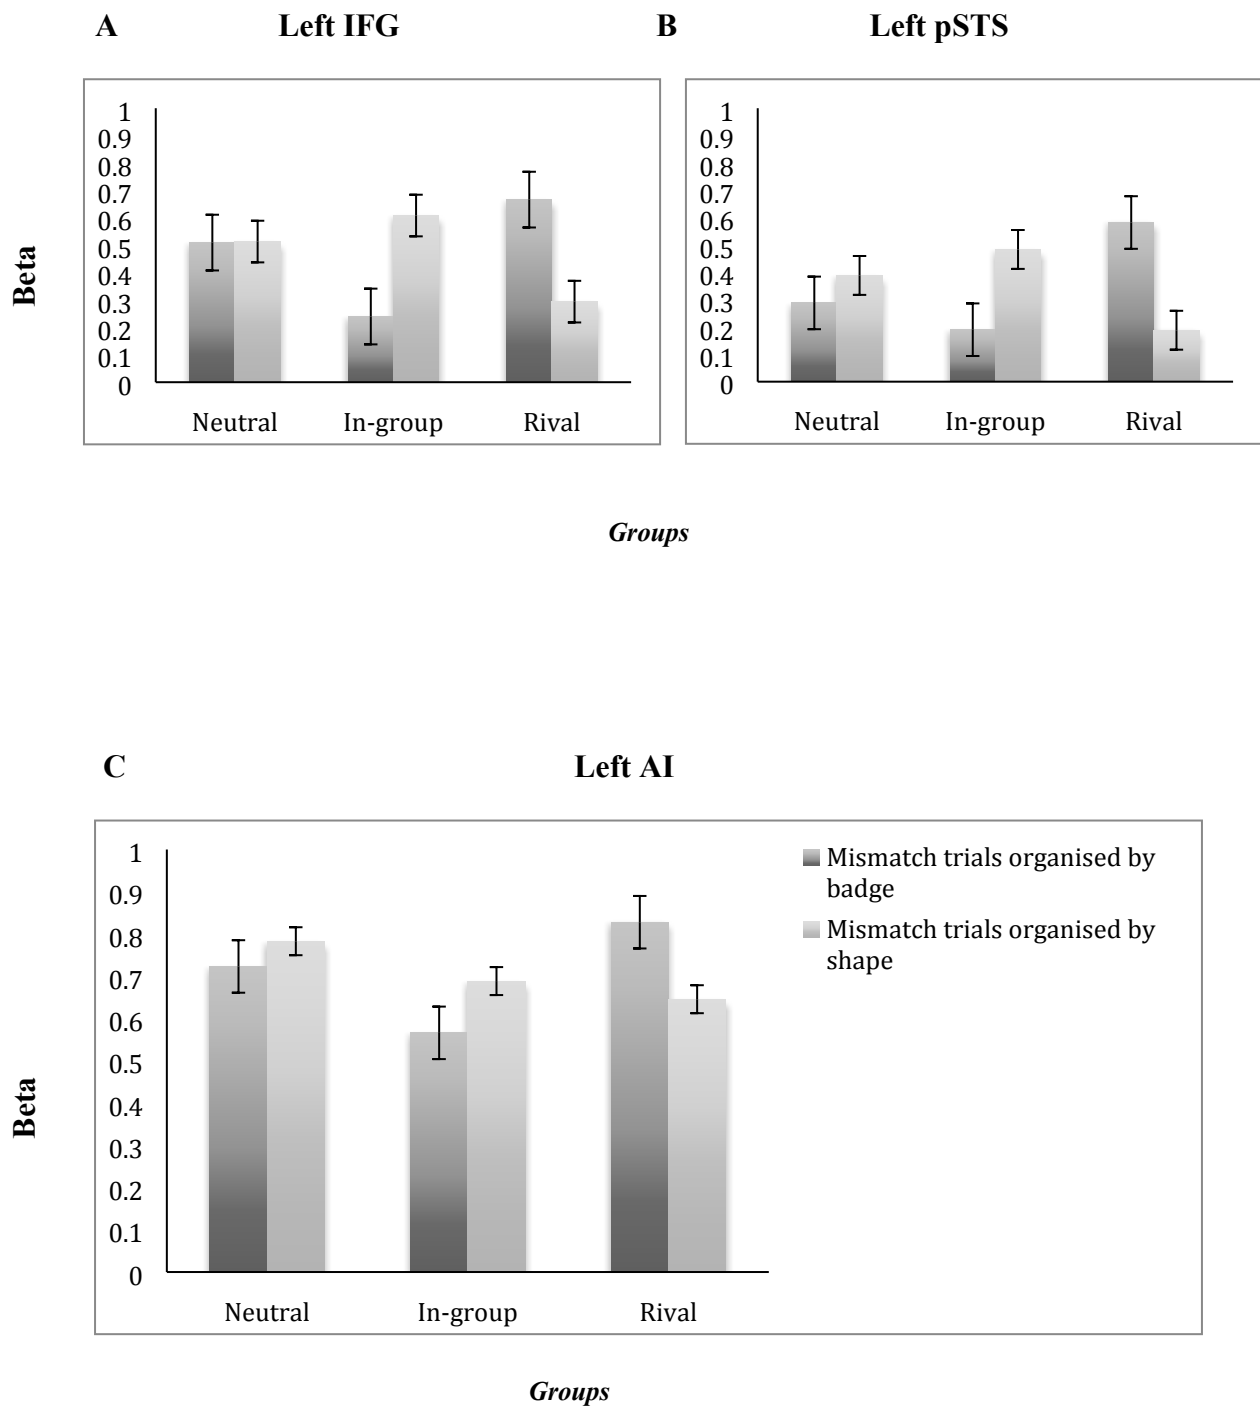 A
Left IFG
B
Left pSTS
Beta
1
0.9
0.8
0.7
0.6
0.5
0.4
0.3
0.2
0.1
0
Neutral
In-group
Rival
1
0.9
0.8
0.7
0.6
0.5
0.4
0.3
0.2
0.1
0
Neutral
In-group
Rival
Groups
C
Left AI
Beta
1
0.9
0.8
0.7
0.6
0.5
0.4
0.3
0.2
0.1
0
Neutral
In-group
Rival
Mismatch trials organised by
badge
Mismatch trials organised by
shape
Groups